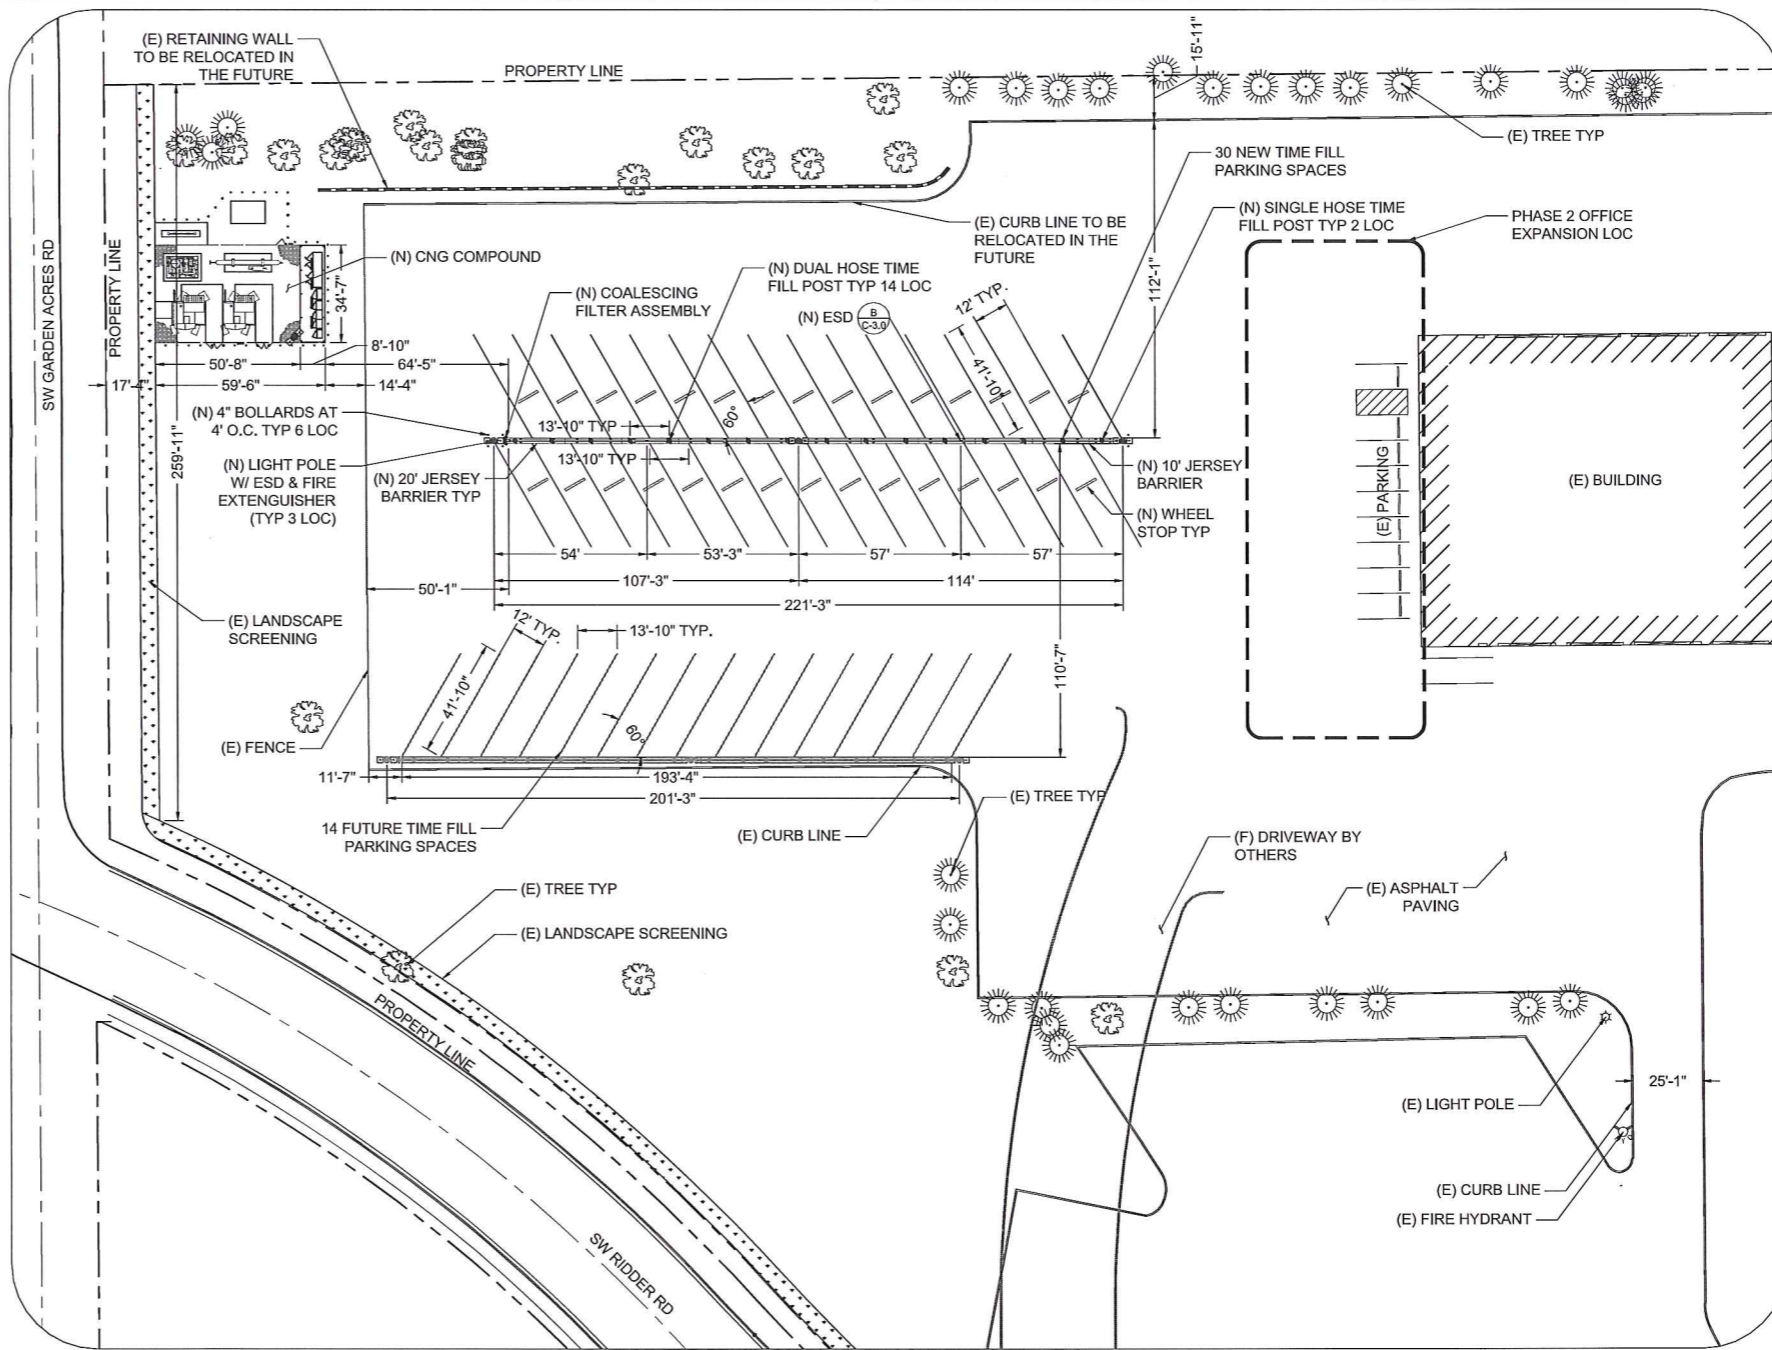 (E) RETAINING WALL
TO BE RELOCATED IN
THE FUTURE
PROPERTY LINE
15'-11"
(E) TREE TYP
30 NEW TIME FILL
PARKING SPACES
(N) SINGLE HOSE TIME
FILL POST TYP 2 LOC
PHASE 2 OFFICE
EXPANSION LOC
(E) CURB LINE TO BE
RELOCATED IN THE
FUTURE
SW GARDEN ACRES RD
PROPERTY LINE
(N) CNG COMPOUND
34'-7"
(N) COALESCING
FILTER ASSEMBLY
(N) DUAL HOSE TIME
FILL POST TYP 14 LOC
(N) ESD
B
C-3.0
12' TYP.
41'-10"
112'-1"
8'-10"
50'-8"
64'-5"
17'-4"
59'-6"
14'-4"
(N) 4" BOLLARDS AT
4' O.C. TYP 6 LOC
13'-10" TYP
60°
259'-11"
(N) LIGHT POLE
W/ ESD & FIRE
EXTENGUISHER
(TYP 3 LOC)
(N) 20' JERSEY
BARRIER TYP
13'-10" TYP
(N) 10' JERSEY
BARRIER
(N) WHEEL
STOP TYP
(E) PARKING
(E) BUILDING
54'
53'-3"
57'
57'
50'-1"
107'-3"
114'
221'-3"
(E) LANDSCAPE
SCREENING
12' TYP.
13'-10" TYP.
41'-10"
60°
110'-7"
(E) FENCE
11'-7"
193'-4"
201'-3"
14 FUTURE TIME FILL
PARKING SPACES
(E) CURB LINE
(E) TREE TYP
(F) DRIVEWAY BY
OTHERS
(E) TREE TYP
(E) ASPHALT
PAVING
(E) LANDSCAPE SCREENING
PROPERTY LINE
SW RIDDER RD
25'-1"
(E) LIGHT POLE
(E) CURB LINE
(E) FIRE HYDRANT